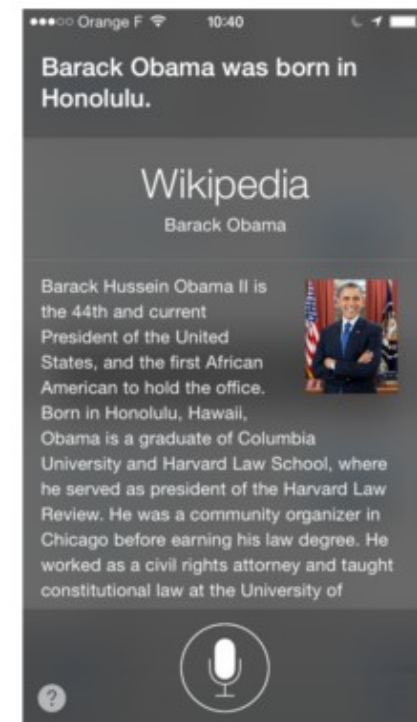 Orange F 10:40
Barack Obama was born in
Honolulu.
Wikipedia
Barack Obama
Barack Hussein Obama II is
the 44th and current
President of the United
States, and the first African
American to hold the office.
Born in Honolulu, Hawaii,
Obama is a graduate of Columbia
University and Harvard Law School, where
he served as president of the Harvard Law
Review. He was a community organizer in
Chicago before earning his law degree. He
worked as a civil rights attorney and taught
constitutional law at the University of
?